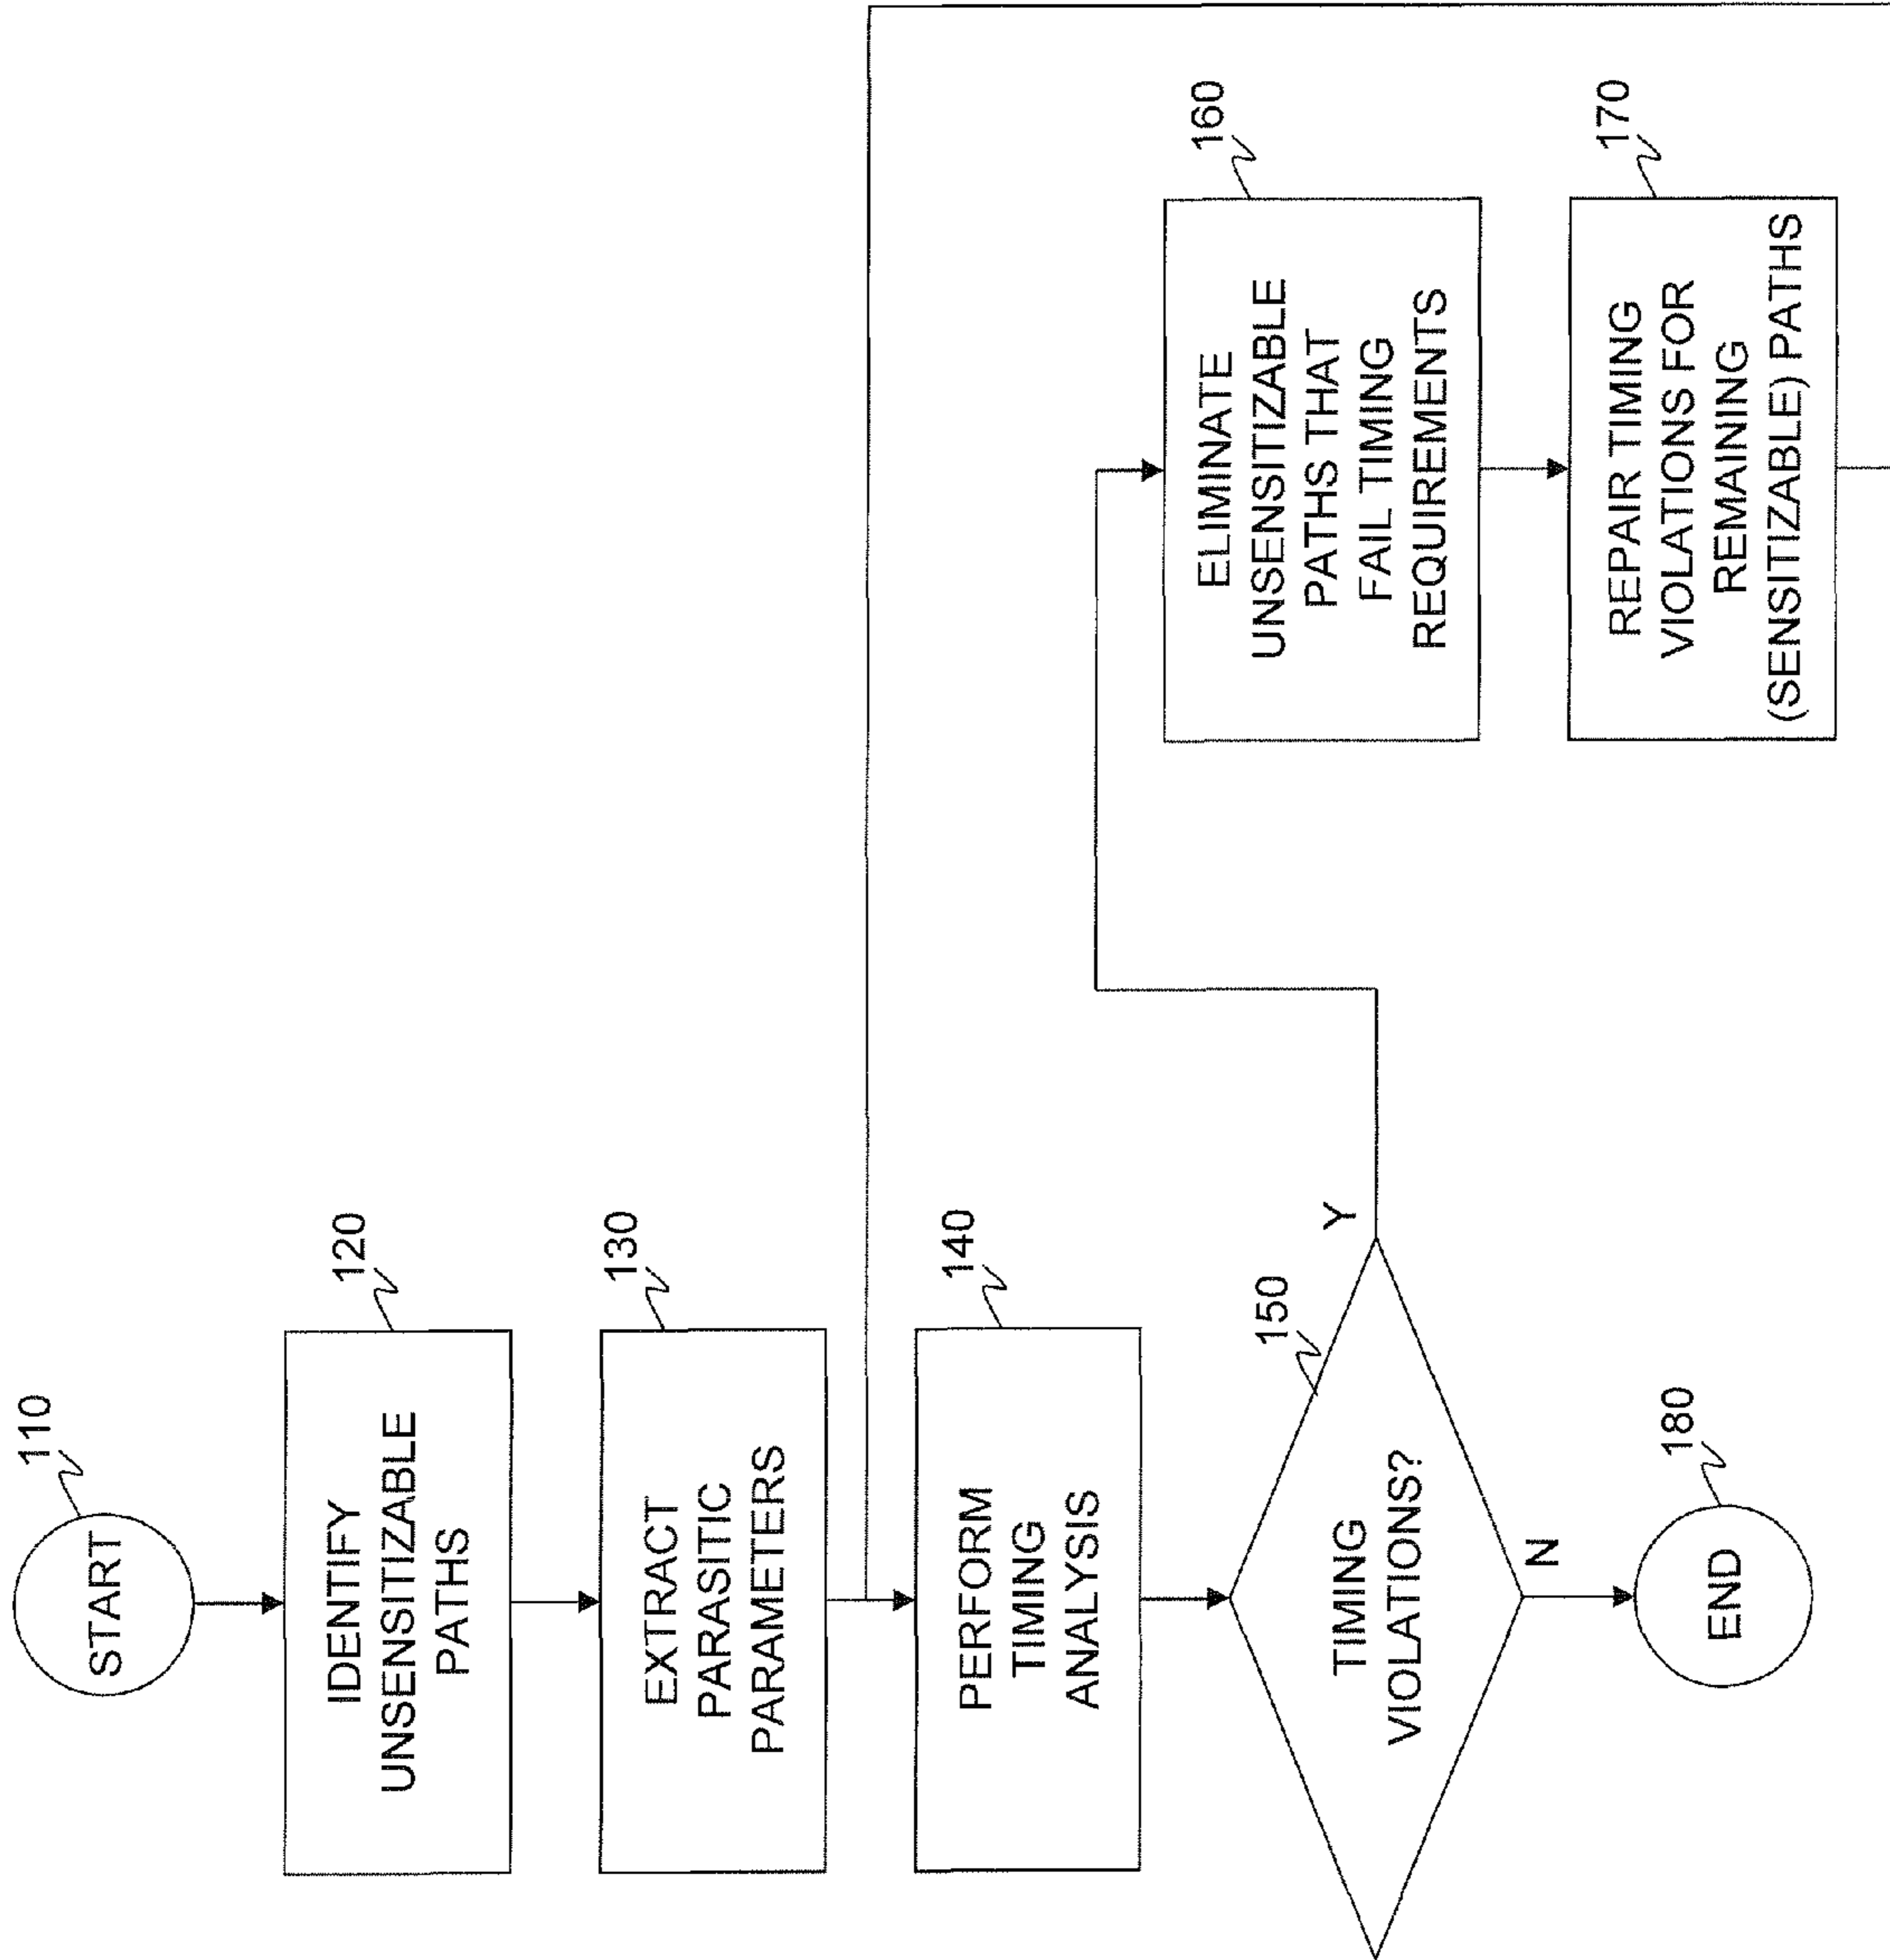 START
110
IDENTIFY
UNSENSITIZABLE
PATHS
120
EXTRACT
PARASITIC
PARAMETERS
130
PERFORM
TIMING
ANALYSIS
140
TIMING
VIOLATIONS?
150
Y
N
ELIMINATE
UNSENSITIZABLE
PATHS THAT
FAIL TIMING
REQUIREMENTS
160
REPAIR TIMING
VIOLATIONS FOR
REMAINING
(SENSITIZABLE) PATHS
170
END
180